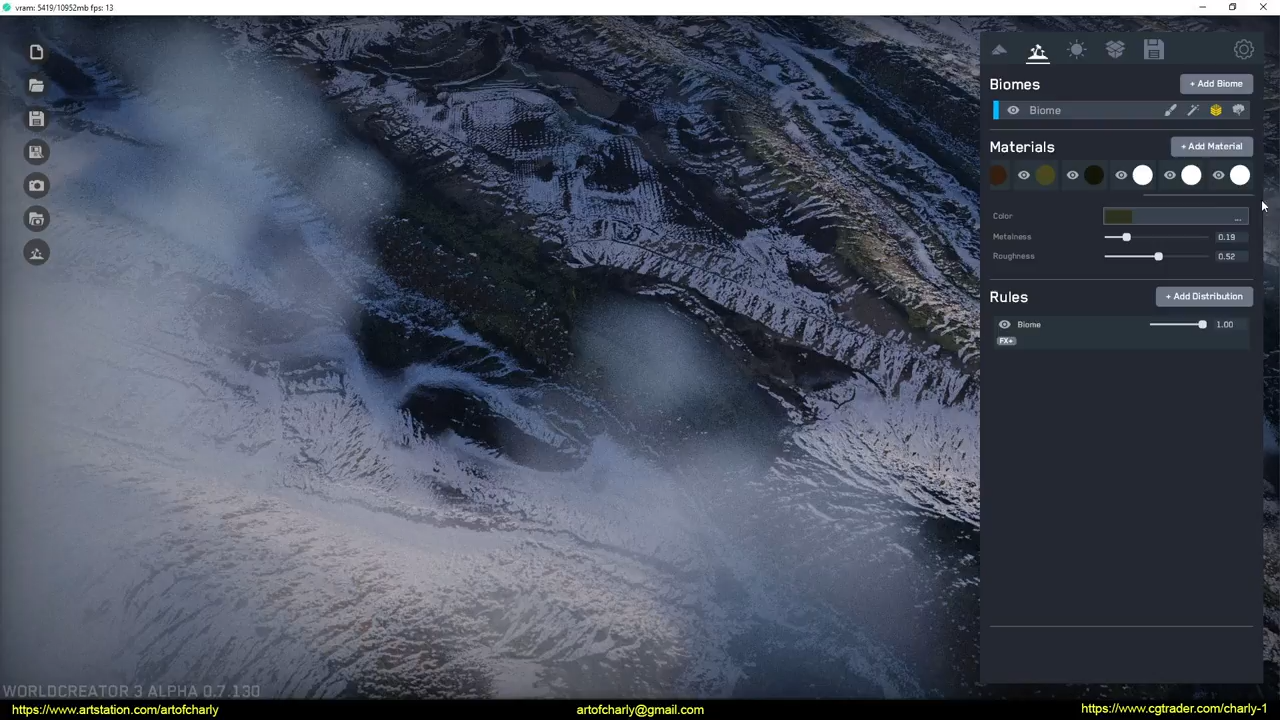 vram: 5419/10952mb fps: 13
Biomes
+ Add Biome
Biome
Materials
+ Add Material
Color
...
Metalness
0.19
Roughness
0.52
Rules
+ Add Distribution
Biome
1.00
FX+
WORLDCREATOR 3 ALPHA 0.7.130
https://www.artstation.com/artofcharly
artofcharly@gmail.com
https://www.cgtrader.com/charly-1